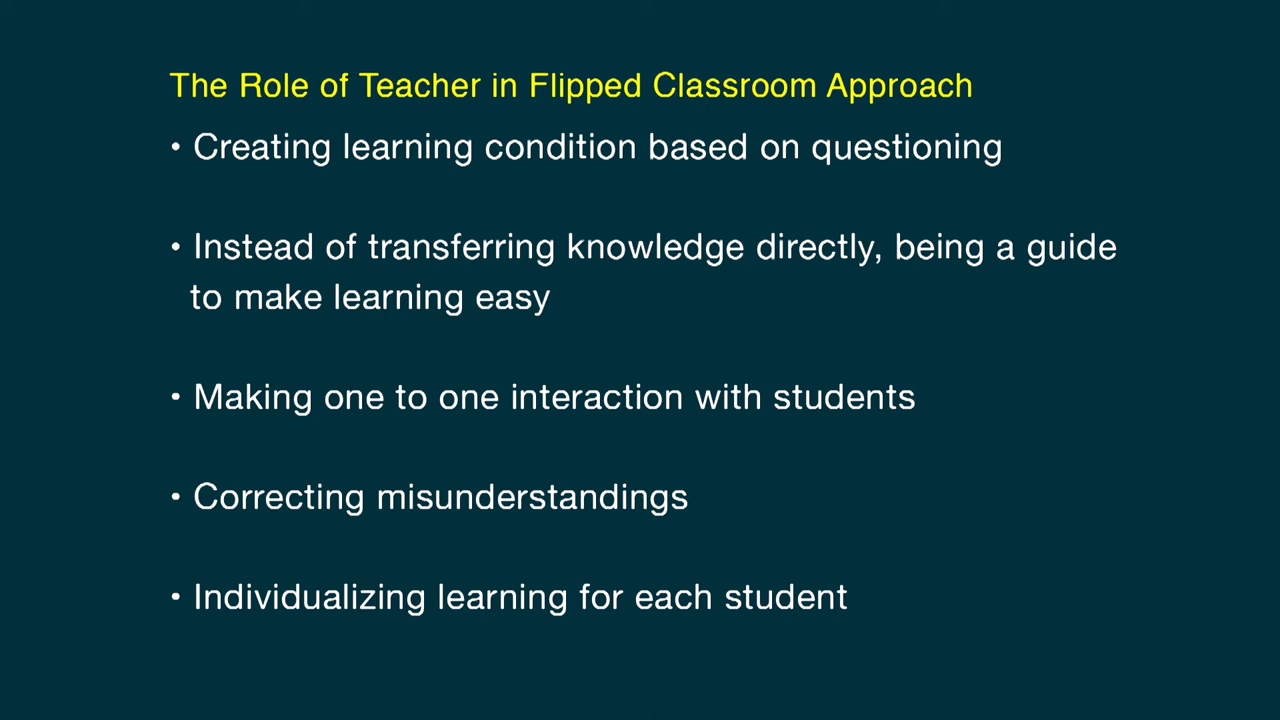 The Role of Teacher in Flipped Classroom Approach
• Creating learning condition based on questioning
• Instead of transferring knowledge directly, being a guide
to make learning easy
• Making one to one interaction with students
• Correcting misunderstandings
• Individualizing learning for each student